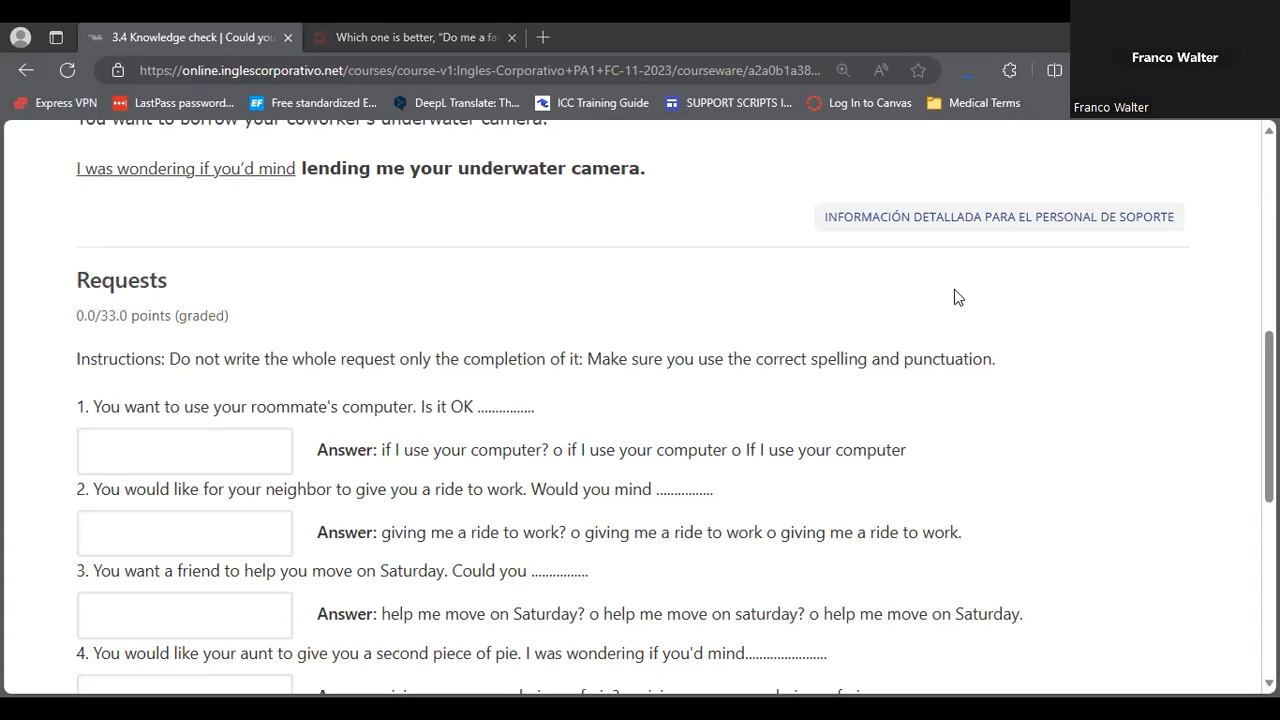 3.4 Knowledge check | Could you
Which one is better, "Do me a fa
Franco Walter
https://online.inglescorporativo.net/courses/course-v1:Ingles-Corporativo+PA1+FC-11-2023/courseware/a2a0b1a38...
Express VPN
LastPass password...
Free standardized E...
DeepL Translate: Th...
ICC Training Guide
SUPPORT SCRIPTS I...
Log In to Canvas
Medical Terms
Franco Walter
You want to borrow your coworker's underwater camera.
I was wondering if you'd mind lending me your underwater camera.
INFORMACIÓN DETALLADA PARA EL PERSONAL DE SOPORTE
Requests
0.0/33.0 points (graded)
Instructions: Do not write the whole request only the completion of it: Make sure you use the correct spelling and punctuation.
1. You want to use your roommate's computer. Is it OK ...............
Answer: if I use your computer? o if I use your computer o If I use your computer
2. You would like for your neighbor to give you a ride to work. Would you mind ...............
Answer: giving me a ride to work? o giving me a ride to work o giving me a ride to work.
3. You want a friend to help you move on Saturday. Could you ...............
Answer: help me move on Saturday? o help me move on saturday? o help me move on Saturday.
4. You would like your aunt to give you a second piece of pie. I was wondering if you'd mind......................